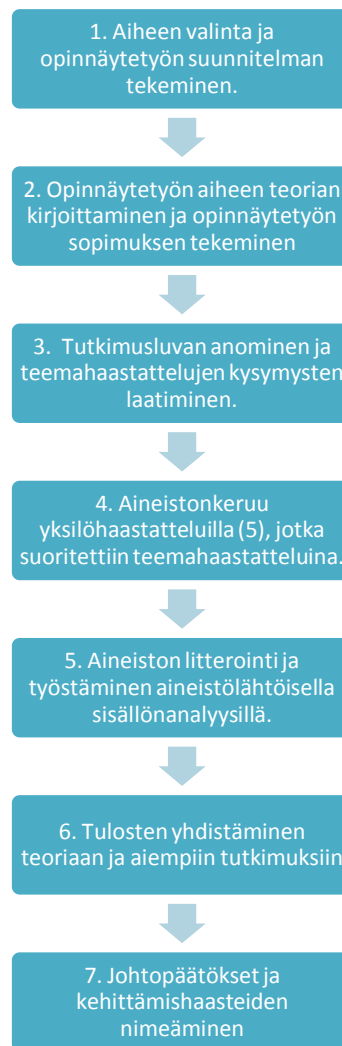 1. Aiheen valinta ja
opinnäytetyön suunnitelman
tekeminen.
2. Opinnäytetyön aiheen teorian
kirjoittaminen ja opinnäytetyön
sopimuksen tekeminen
3. Tutkimusluvan anominen ja
teemahaastattelujen kysymysten
laatiminen.
4. Aineistonkeruu
yksilöhaastatteluilla (5), jotka
suoritettiin teemahaastatteluina.
5. Aineiston litterointi ja
työstäminen aineistölähtöisella
sisällönanalyysillä.
6. Tulosten yhdistäminen
teoriaan ja aiempiin tutkimuksiin
7. Johtopäätökset ja
kehittämishaasteiden
nimeäminen